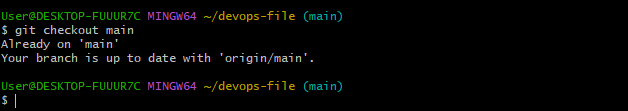 User@DESKTOP-FUUUR7C MINGW64 ~/devops-file (main)
$ git checkout main
Already on 'main'
Your branch is up to date with 'origin/main'.
User@DESKTOP-FUUUR7C MINGW64 ~/devops-file (main)
$